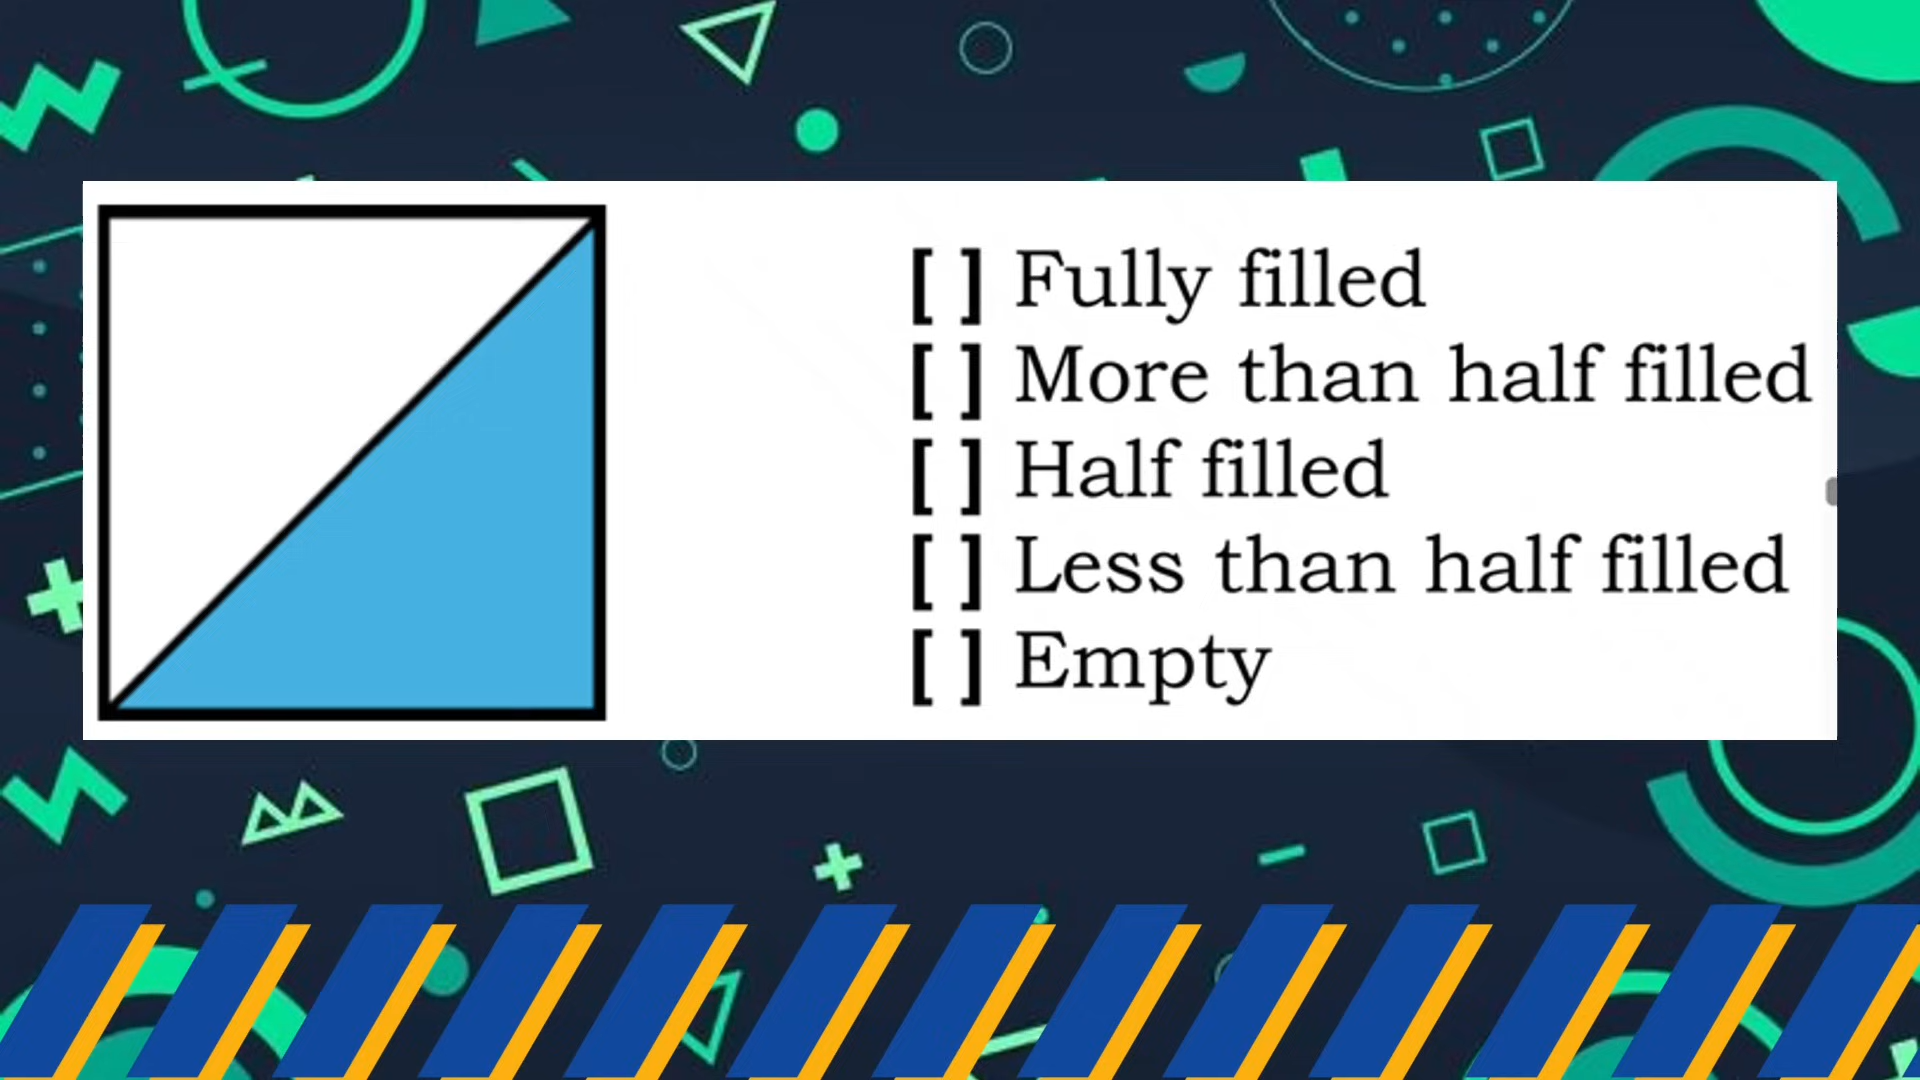 [ ] Fully filled
[ ] More than half filled
[ ] Half filled
[ ] Less than half filled
[ ] Empty